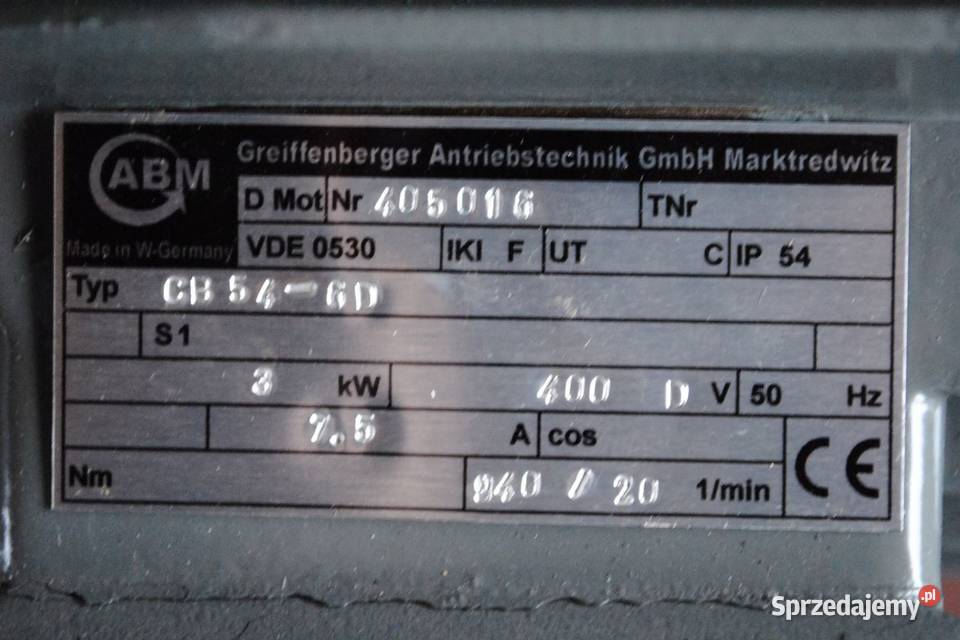 ABM
Greiffenberger Antriebstechnik GmbH Marktredwitz
D Mot Nr 405016 TNr
Made in W-Germany VDE 0530 IKI F UT C IP 54
Typ CB 54-6D
S1
3 kW 400 D V 50 Hz
7.5 A cos CE
Nm 940 / 20 1/min
Sprzedajemy.pl